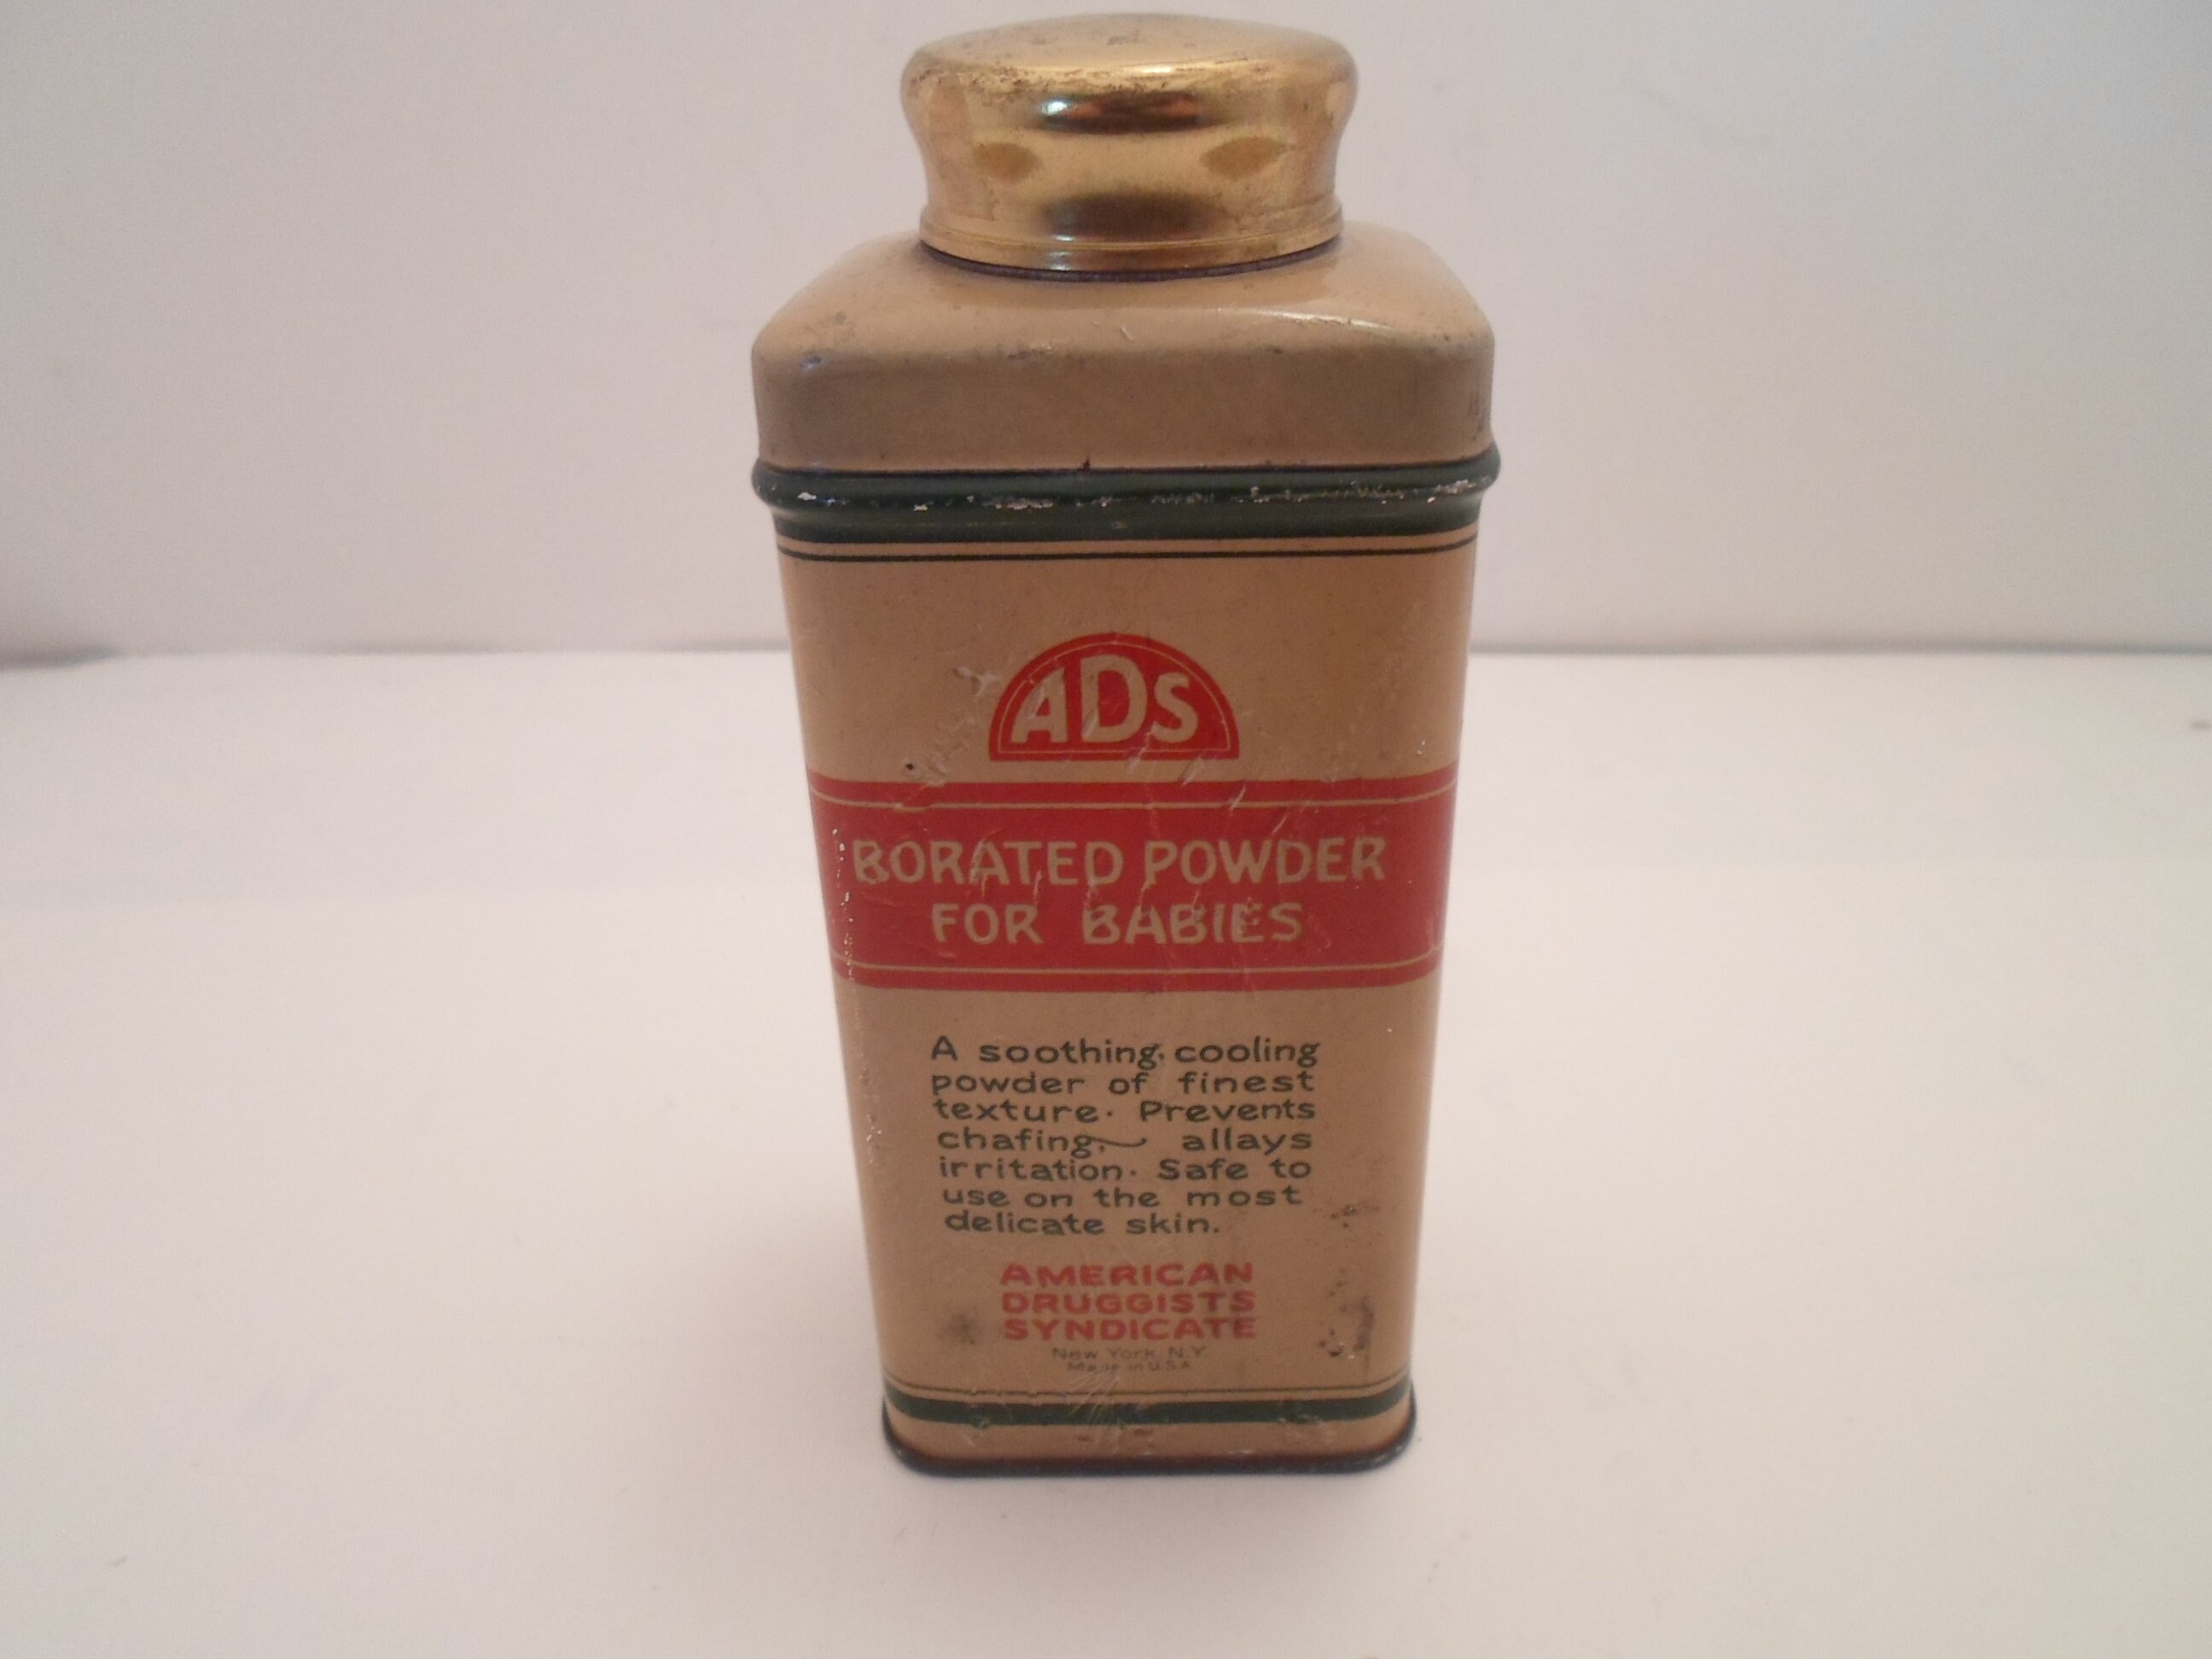 ADS
BORATED POWDER
FOR BABIES
A soothing, cooling
powder of finest
texture. Prevents
chafing, allays
irritation. Safe to
use on the most
delicate skin.
AMERICAN
DRUGGISTS
SYNDICATE
New York, N.Y.
Made in U.S.A.